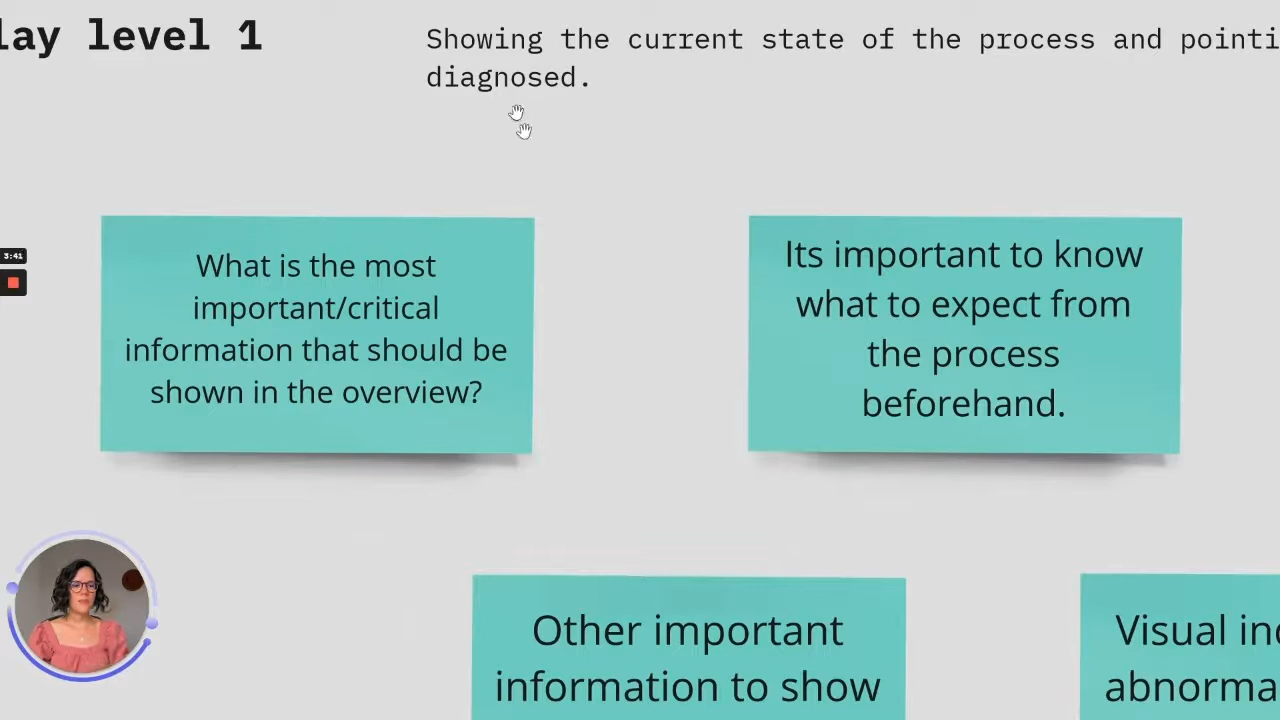 lay level 1
Showing the current state of the process and pointi
diagnosed.
3:41
What is the most
important/critical
information that should be
shown in the overview?
Its important to know
what to expect from
the process
beforehand.
Other important
information to show
Visual in
abnorma